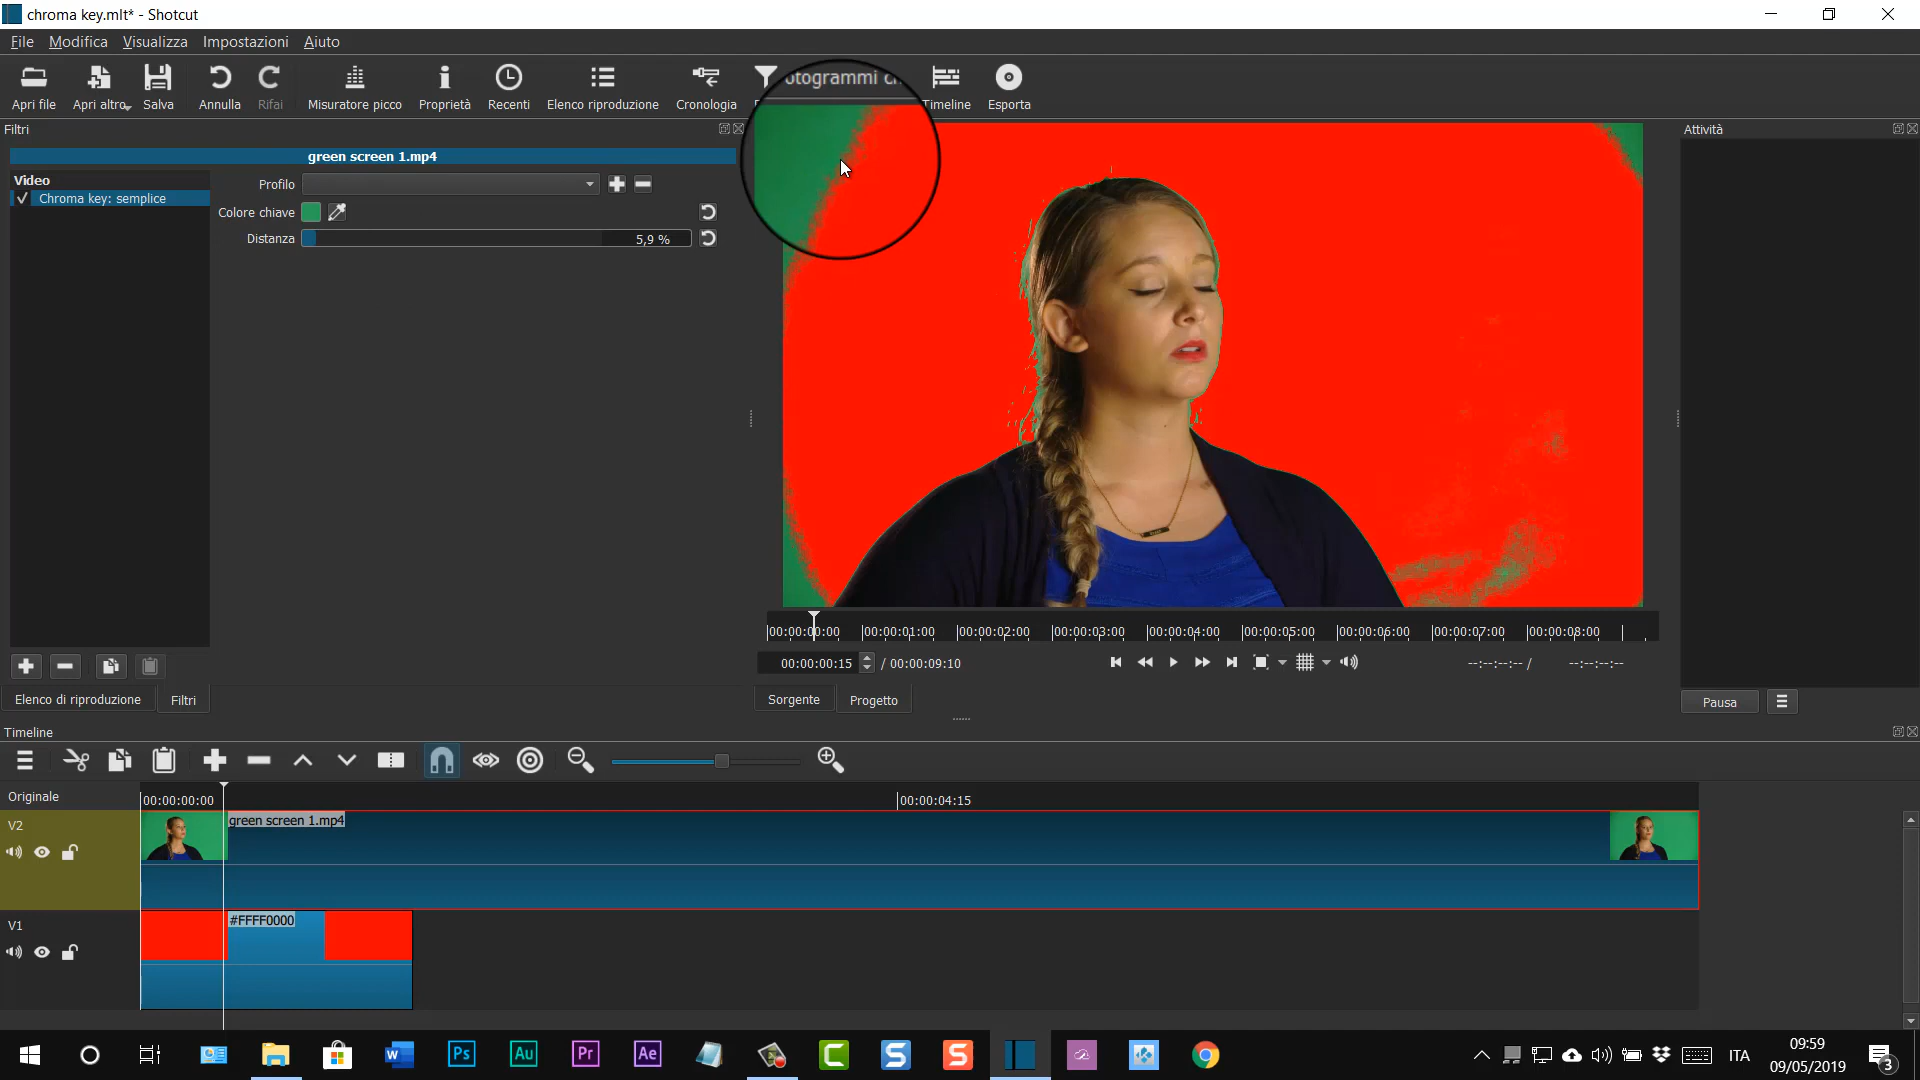 chroma key.mlt* - Shotcut
File Modifica Visualizza Impostazioni Aiuto
Apri file Apri altro Salva Annulla Rifai Misuratore picco Proprietà Recenti Elenco riproduzione Cronologia Timeline Esporta
otogrammi c
Filtri
Attività
green screen 1.mp4
Video
Chroma key: semplice
Profilo
Colore chiave
Distanza 5,9 %
00:00:00:00 00:00:01:00 00:00:02:00 00:00:03:00 00:00:04:00 00:00:05:00 00:00:06:00 00:00:07:00 00:00:08:00
00:00:00:15 / 00:00:09:10 --:--:--:-- / --:--:--:--
Elenco di riproduzione Filtri
Sorgente Progetto
Pausa
Timeline
Originale
00:00:00:00 00:00:04:15
V2
green screen 1.mp4
V1
#FFFF0000
W Ps Au Pr Ae C S S
ITA
09:59
09/05/2019
3